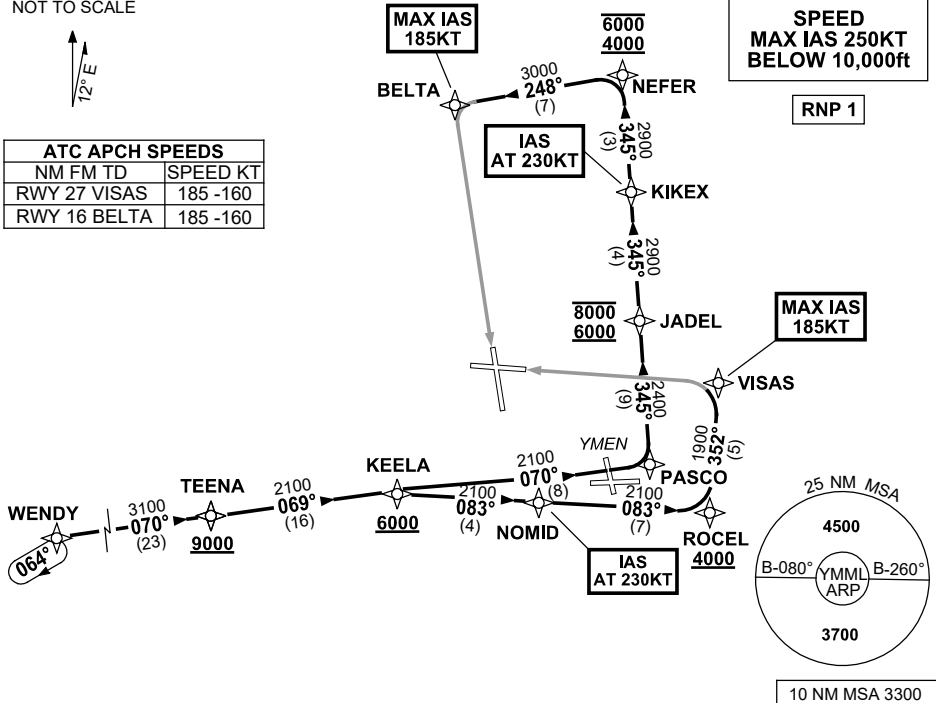 NOT TO SCALE
12° E
ATC APCH SPEEDS
NM FM TD SPEED KT
RWY 27 VISAS 185 -160
RWY 16 BELTA 185 -160
MAX IAS
185KT
BELTA
3000
248°
(7)
6000
4000
NEFER
SPEED
MAX IAS 250KT
BELOW 10,000ft
RNP 1
2900
345°
(3)
IAS
AT 230KT
KIKEX
2900
345°
(4)
8000
6000
JADEL
MAX IAS
185KT
VISAS
2400
345°
(9)
1900
352°
(5)
YMEN
PASCO
KEELA
2100
070°
(8)
TEENA
2100
069°
(16)
WENDY
3100
070°
(23)
064°
9000
6000
2100
083°
(4)
NOMID
2100
083°
(7)
ROCEL
4000
IAS
AT 230KT
25 NM MSA
4500
B-080°
YMML
ARP
B-260°
3700
10 NM MSA 3300